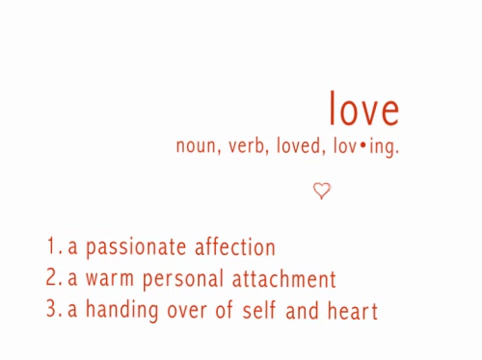 love
noun, verb, loved, lov•ing.
1. a passionate affection
2. a warm personal attachment
3. a handing over of self and heart